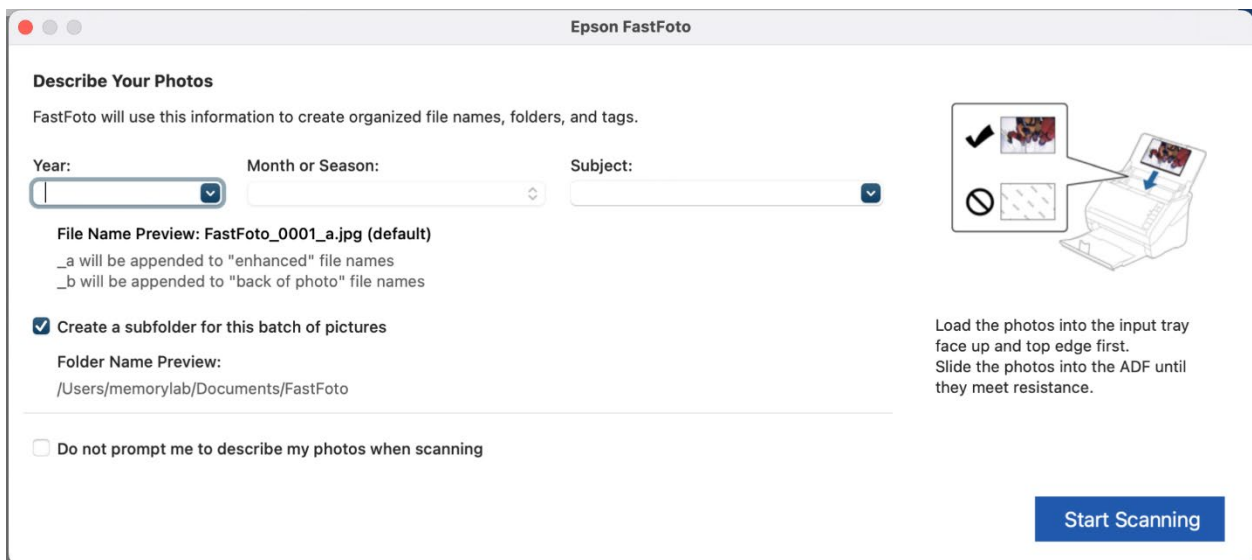 Epson FastFoto
Describe Your Photos
FastFoto will use this information to create organized file names, folders, and tags.
Year:
Month or Season:
Subject:
File Name Preview: FastFoto_0001_a.jpg (default)
_a will be appended to "enhanced" file names
_b will be appended to "back of photo" file names
Create a subfolder for this batch of pictures
Folder Name Preview:
/Users/memorylab/Documents/FastFoto
Do not prompt me to describe my photos when scanning
Load the photos into the input tray
face up and top edge first.
Slide the photos into the ADF until
they meet resistance.
Start Scanning